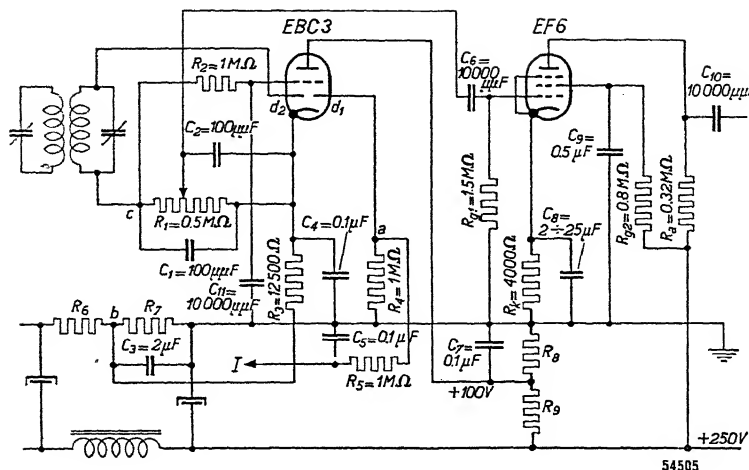 EBC3
EF6
R2=1MΩ
C6=
10000
μμF
C10=
10000μμF
d2
d1
C2=100μμF
C9=
0.5μF
c
R1=0.5MΩ
C4=0.1μF
a
Rg1=1.5MΩ
Rg2=0.8MΩ
Ra=0.32MΩ
C8=
2÷25μF
C1=100μμF
C11=
10000μμF
R3=12500Ω
R4=1MΩ
Rk=4000Ω
R6
b
R7
C3=2μF
C5=0.1μF
I
R5=1MΩ
C7=
0.1μF
R8
+100V
R9
+250V
54505